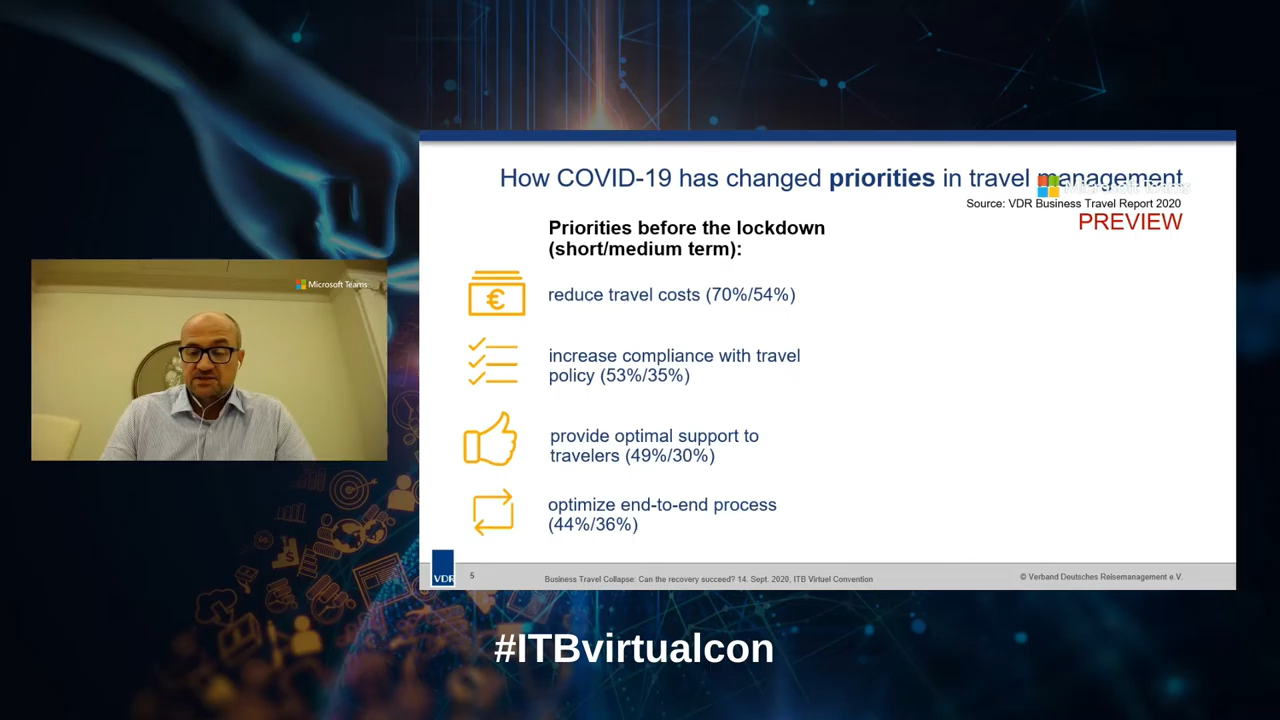 How COVID-19 has changed priorities in travel management
Microsoft Teams
Source: VDR Business Travel Report 2020
PREVIEW
Priorities before the lockdown
(short/medium term):
reduce travel costs (70%/54%)
increase compliance with travel
policy (53%/35%)
provide optimal support to
travelers (49%/30%)
optimize end-to-end process
(44%/36%)
VDR
5
Business Travel Collapse: Can the recovery succeed? 14. Sept. 2020, ITB Virtuel Convention
© Verband Deutsches Reisemanagement e.V.
Microsoft Teams
#ITBvirtualcon